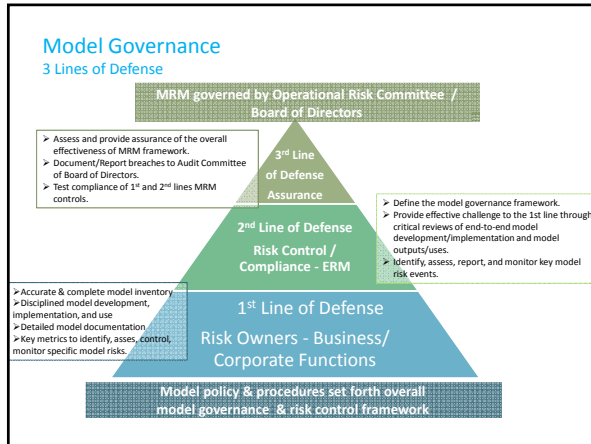 Model Governance
3 Lines of Defense
MRM governed by Operational Risk Committee /
Board of Directors
➤ Assess and provide assurance of the overall
effectiveness of MRM framework.
➤ Document/Report breaches to Audit Committee
of Board of Directors.
➤ Test compliance of 1st and 2nd lines MRM
controls.
3rd Line
of Defense
Assurance
➤ Define the model governance framework.
➤ Provide effective challenge to the 1st line through
critical reviews of end-to-end model
development/implementation and model
outputs/uses.
➤ Identify, assess, report, and monitor key model
risk events.
2nd Line of Defense
Risk Control /
Compliance - ERM
➤Accurate & complete model inventory
➤Disciplined model development,
implementation, and use
➤Detailed model documentation
➤Key metrics to identify, asses, control,
monitor specific model risks.
1st Line of Defense
Risk Owners - Business/
Corporate Functions
Model policy & procedures set forth overall
model governance & risk control framework